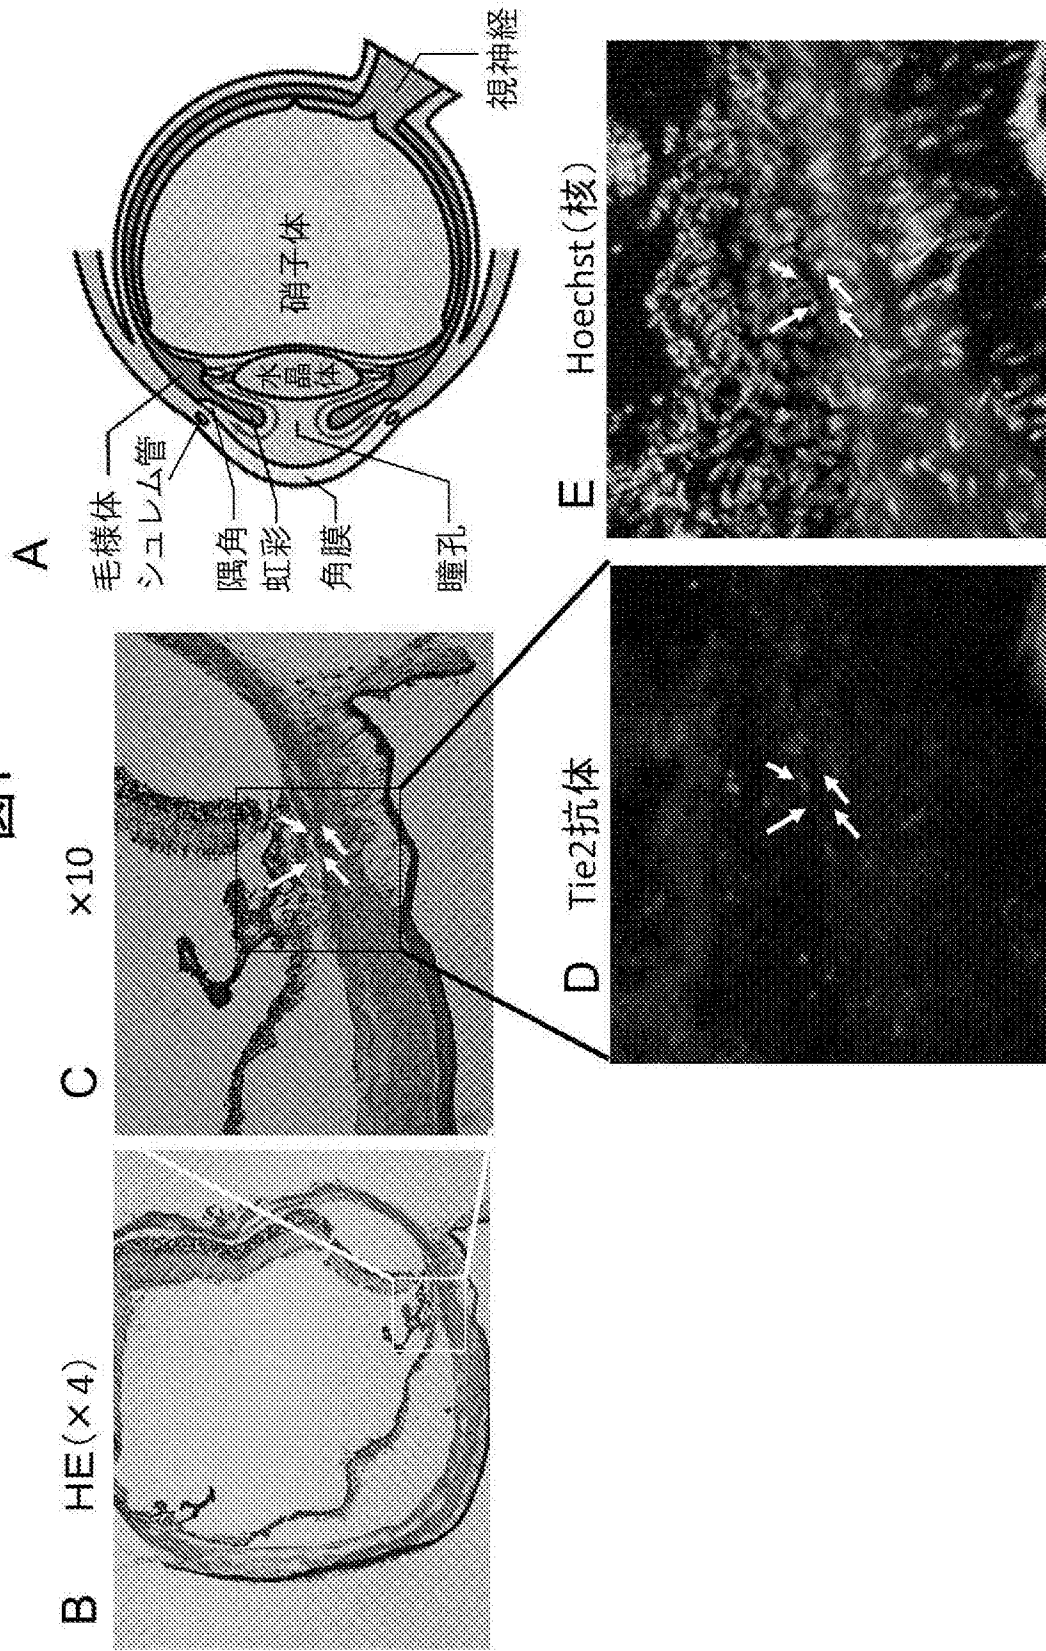 図1
A
毛様体
シュレム管
隅角
虹彩
角膜
瞳孔
水晶体
硝子体
視神経
B HE(×4)
C ×10
D Tie2抗体
E Hoechst(核)